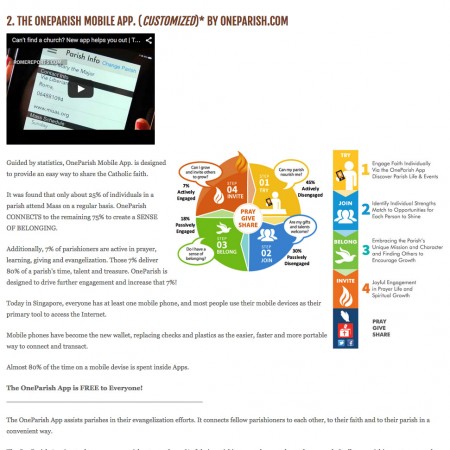 2. THE ONEPARISH MOBILE APP. (CUSTOMIZED)* BY ONEPARISH.COM
Can't find a church? New app helps you out | T...
ROMEREPORTS.COM
Parish Info
Change Parish
Mary the Major
Contact Info
Via Liberiana
Rome,
Mass Schedule
Sunday
Guided by statistics, OneParish Mobile App. is designed
to provide an easy way to share the Catholic faith.
It was found that only about 25% of individuals in a
parish attend Mass on a regular basis. OneParish
CONNECTS to the remaining 75% to create a SENSE
OF BELONGING.
Additionally, 7% of parishioners are active in prayer,
learning, giving and evangelization. Those 7% deliver
80% of a parish's time, talent and treasure. OneParish is
designed to drive further engagement and increase that 7%!
Can I grow
and invite
others to grow?
7%
Actively
Engaged
STEP
04
INVITE
Can my parish
nourish me?
45%
Actively
Disengaged
STEP
01
TRY
PRAY
GIVE
SHARE
18%
Passively
Engaged
Do I have a
sense of
belonging?
STEP
03
BELONG
Are my gifts
and talents
welcome?
30%
Passively
Disengaged
STEP
02
JOIN
TRY
1
Engage Faith Individually
Via the OneParish App
Discover Parish Life & Events
JOIN
2
Identify Individual Strengths
Match to Opportunities for
Each Person to Shine
BELONG
3
Embracing the Parish's
Unique Mission and Character
and Finding Others to
Encourage Growth
INVITE
4
Joyful Engagement
in Prayer Life and
Spiritual Growth
PRAY
GIVE
SHARE
Today in Singapore, everyone has at least one mobile phone, and most people use their mobile devices as their
primary tool to access the Internet.
Mobile phones have become the new wallet, replacing checks and plastics as the easier, faster and more portable
way to connect and transact.
Almost 80% of the time on a mobile devise is spent inside Apps.
The OneParish App is FREE to Everyone!
The OneParish App assists parishes in their evangelization efforts. It connects fellow parishioners to each other, to their faith and to their parish in a
convenient way.